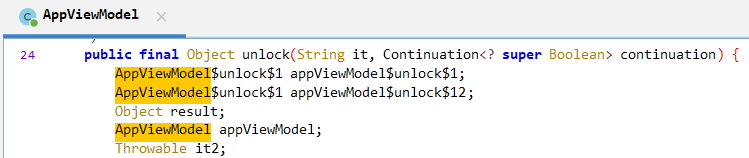 AppViewModel
24 public final Object unlock(String it, Continuation<? super Boolean> continuation) {
AppViewModel$unlock$1 appViewModel$unlock$1;
AppViewModel$unlock$1 appViewModel$unlock$12;
Object result;
AppViewModel appViewModel;
Throwable it2;